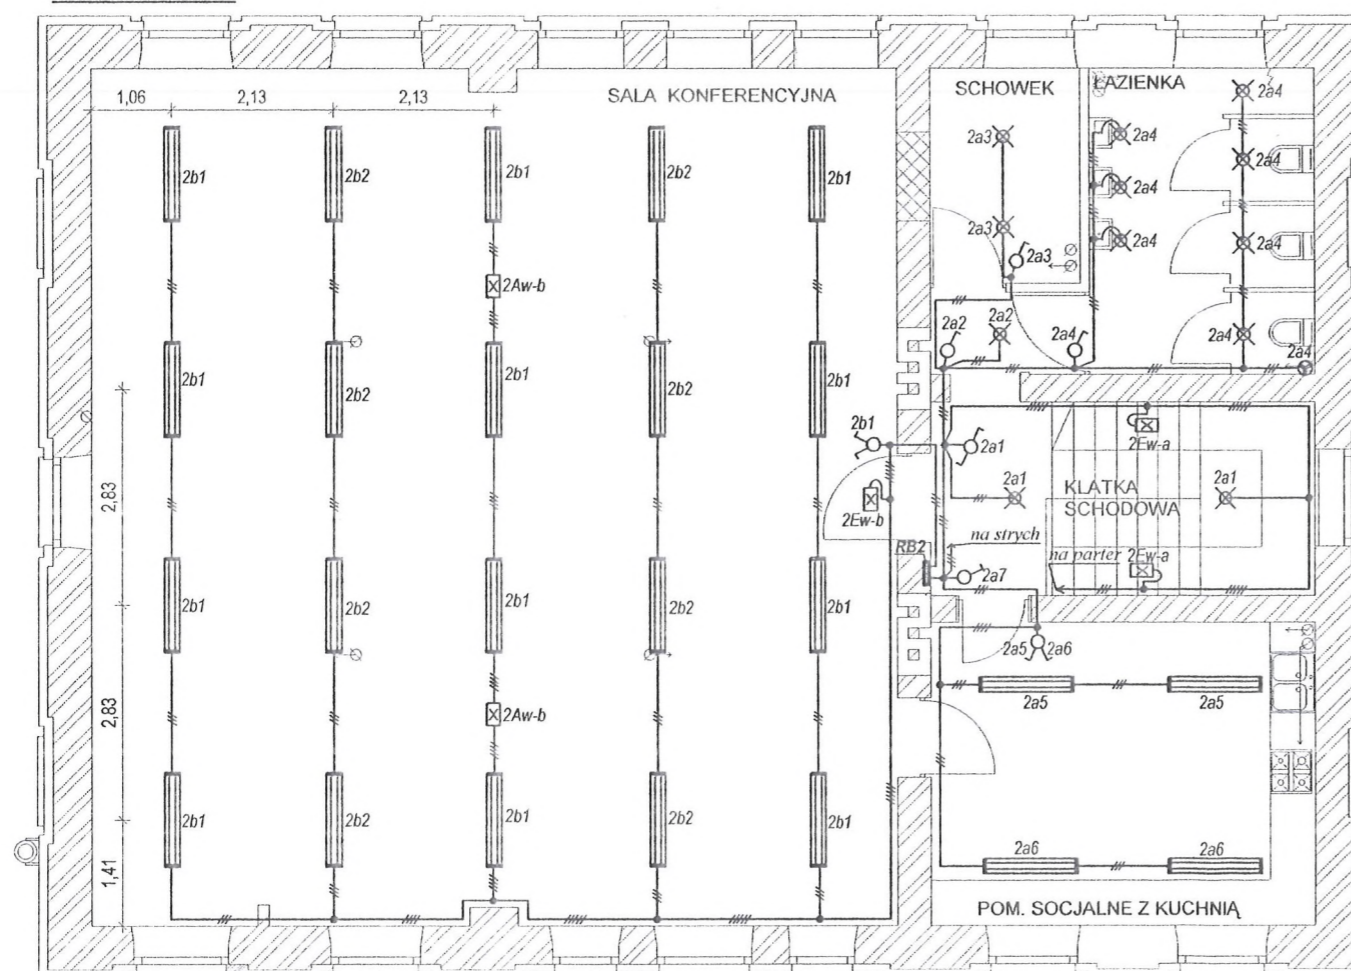 1,06
2,13
2,13
SALA KONFERENCYJNA
SCHOWEK
ŁAZIENKA
2a4
2a3
2a4
2a4
2b1
2b2
2b1
2b2
2b1
2a4
2a3
2a4
2a4
2a3
2Aw-b
2a2
2a2
2a4
2a4
2a4
2b1
2b2
2b1
2b2
2b1
2b1
2a1
2Ew-a
2,83
2a1
KLATKA
SCHODOWA
2a1
2Ew-b
na strych
RB2
na parter
2Ew-a
2a7
2b1
2b2
2b1
2b2
2b1
2a5
2a6
2,83
2Aw-b
2a5
2a5
2b1
2b2
2b1
2b2
2b1
2a6
2a6
1,41
POM. SOCJALNE Z KUCHNIĄ